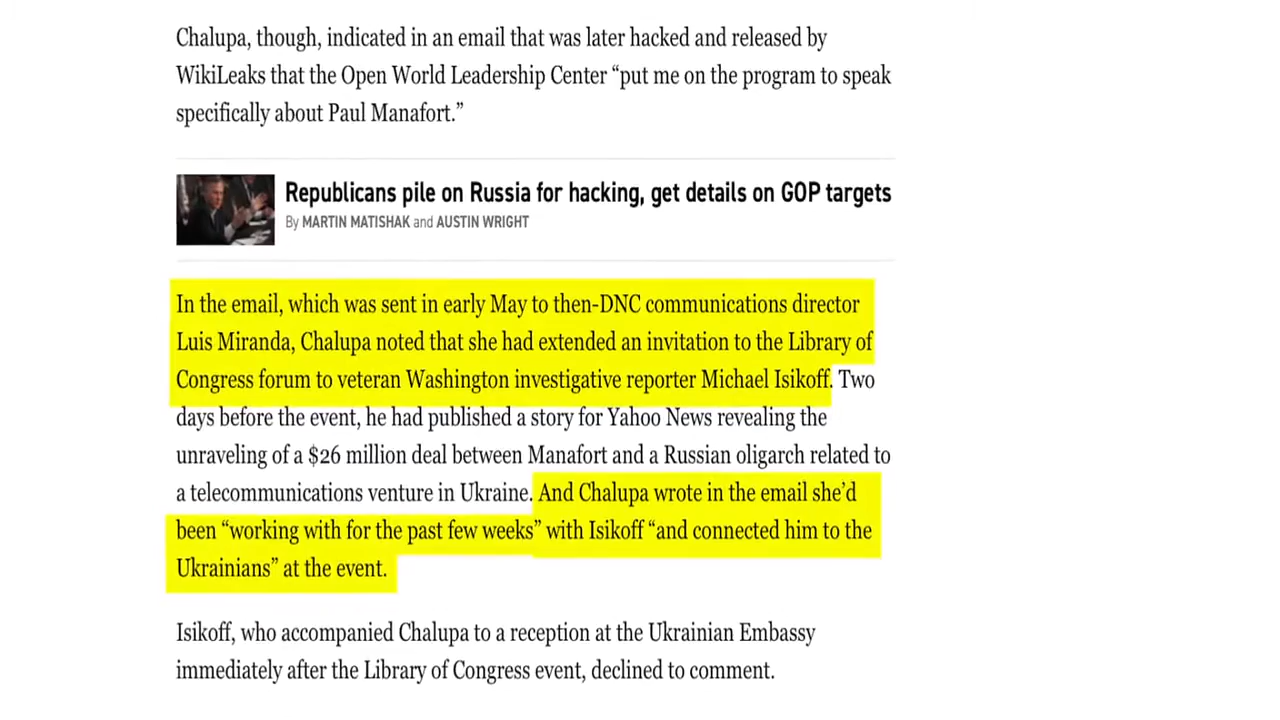 Chalupa, though, indicated in an email that was later hacked and released by
WikiLeaks that the Open World Leadership Center “put me on the program to speak
specifically about Paul Manafort.”
Republicans pile on Russia for hacking, get details on GOP targets
By MARTIN MATISHAK and AUSTIN WRIGHT
In the email, which was sent in early May to then-DNC communications director
Luis Miranda, Chalupa noted that she had extended an invitation to the Library of
Congress forum to veteran Washington investigative reporter Michael Isikoff. Two
days before the event, he had published a story for Yahoo News revealing the
unraveling of a $26 million deal between Manafort and a Russian oligarch related to
a telecommunications venture in Ukraine. And Chalupa wrote in the email she’d
been “working with for the past few weeks” with Isikoff “and connected him to the
Ukrainians” at the event.
Isikoff, who accompanied Chalupa to a reception at the Ukrainian Embassy
immediately after the Library of Congress event, declined to comment.